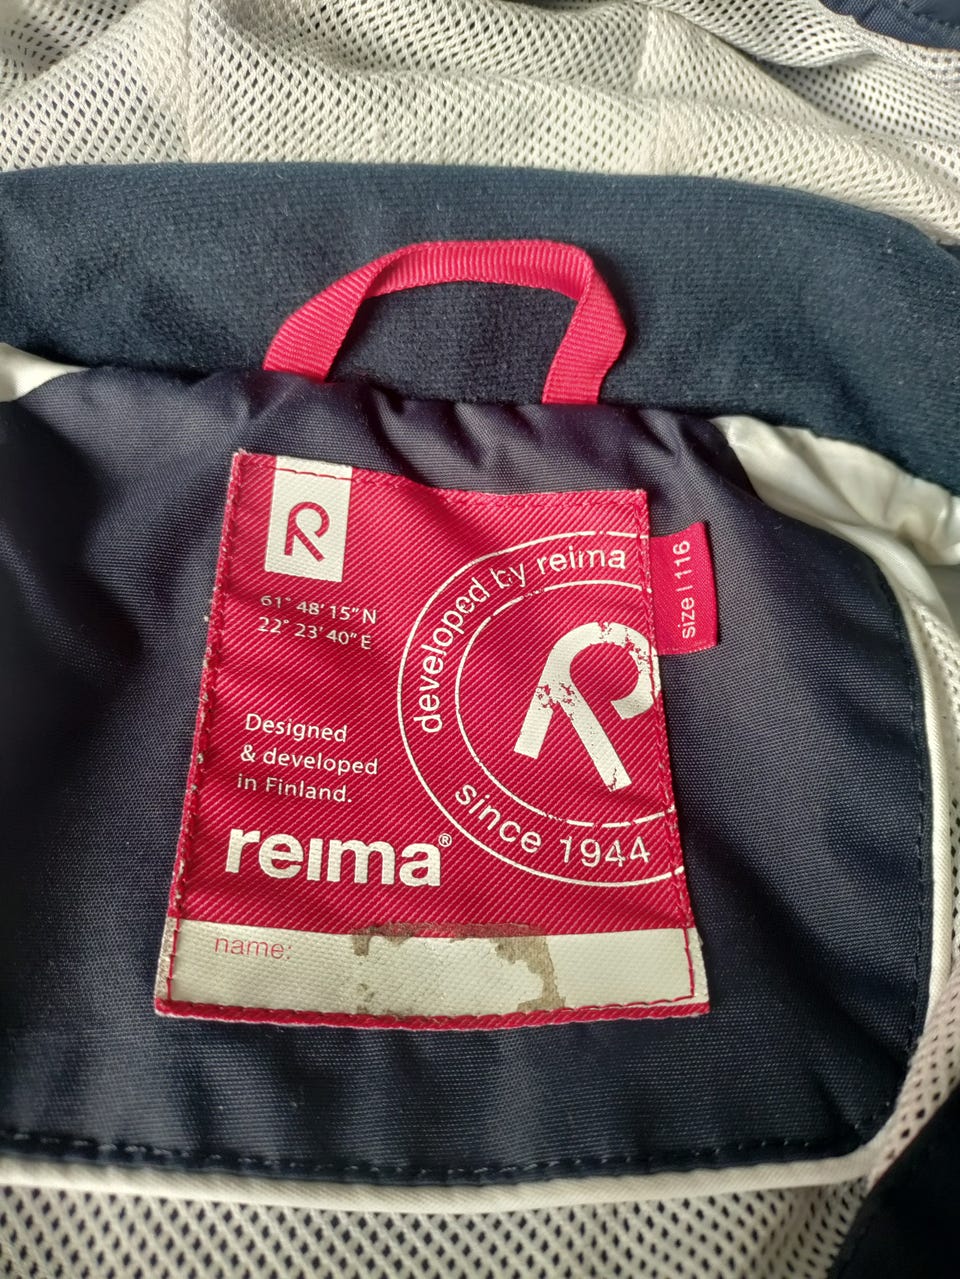 R
61° 48' 15" N
22° 23' 40" E
developed by reima
R
since 1944
size | 116
Designed
& developed
in Finland.
reima®
name: